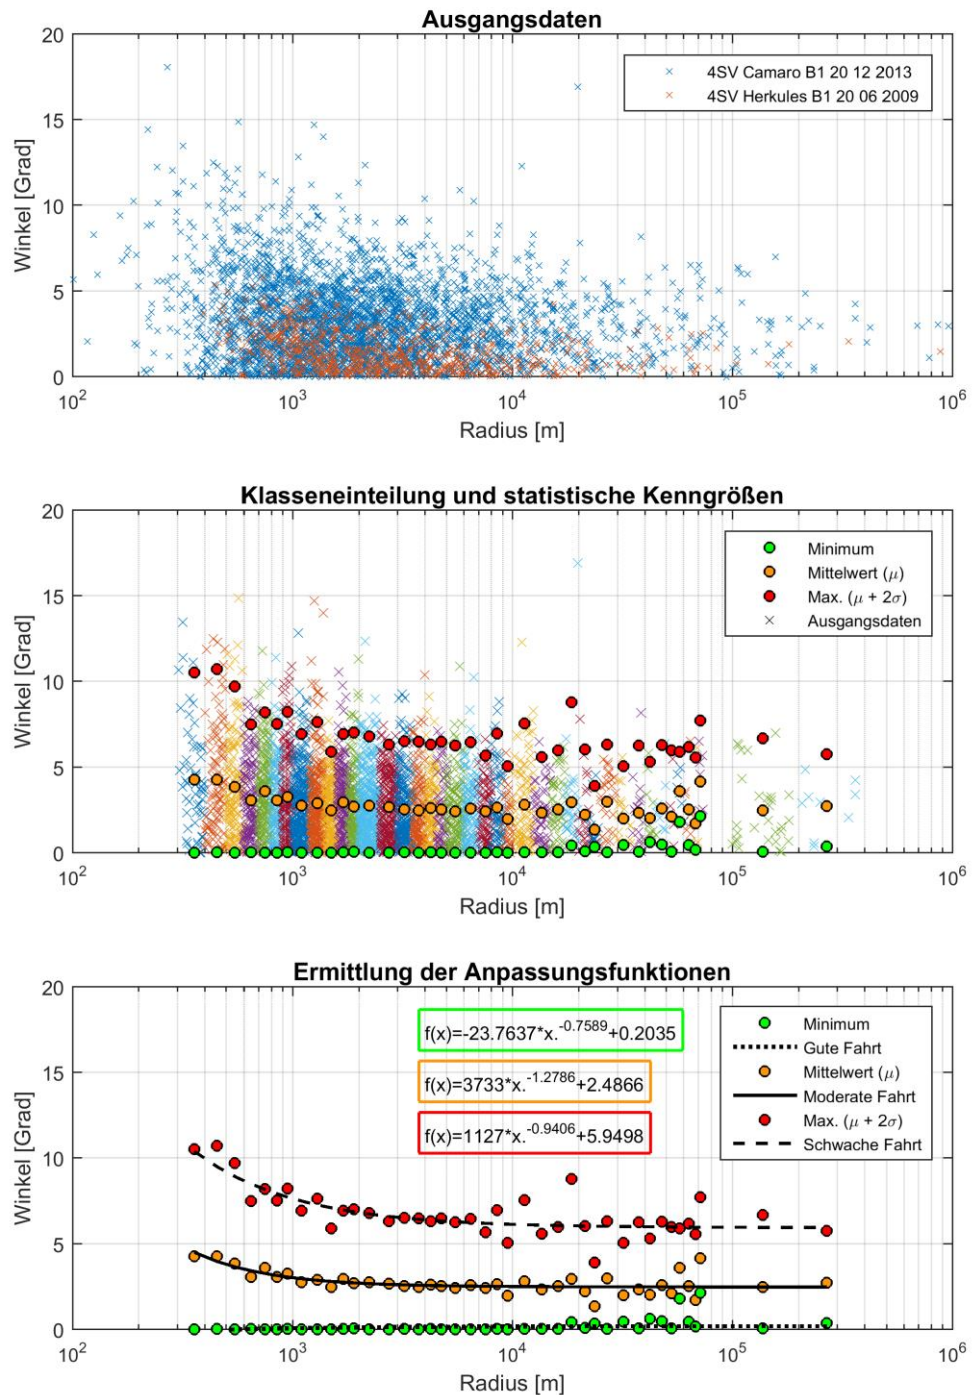 Ausgangsdaten
20
15
10
5
0
Winkel [Grad]
4SV Camaro B1 20 12 2013
4SV Herkules B1 20 06 2009
10^2 10^3 10^4 10^5 10^6
Radius [m]
Klasseneinteilung und statistische Kenngrößen
20
15
10
5
0
Winkel [Grad]
Minimum
Mittelwert (μ)
Max. (μ + 2σ)
Ausgangsdaten
10^2 10^3 10^4 10^5 10^6
Radius [m]
Ermittlung der Anpassungsfunktionen
20
15
10
5
0
Winkel [Grad]
f(x)=-23.7637*x.^-0.7589+0.2035
f(x)=3733*x.^-1.2786+2.4866
f(x)=1127*x.^-0.9406+5.9498
Minimum
Gute Fahrt
Mittelwert (μ)
Moderate Fahrt
Max. (μ + 2σ)
Schwache Fahrt
10^2 10^3 10^4 10^5 10^6
Radius [m]